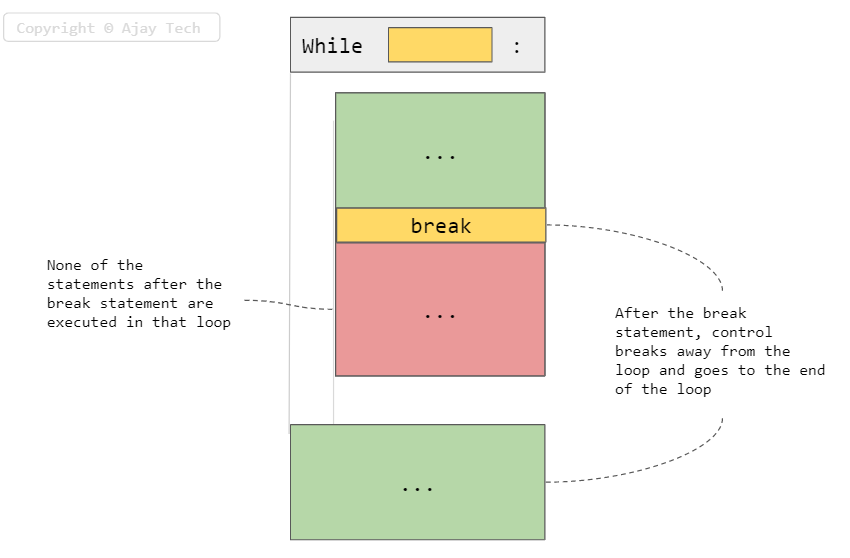 Copyright © Ajay Tech
While :
...
break
None of the
statements after the
break statement are
executed in that loop
...
After the break
statement, control
breaks away from the
loop and goes to the end
of the loop
...